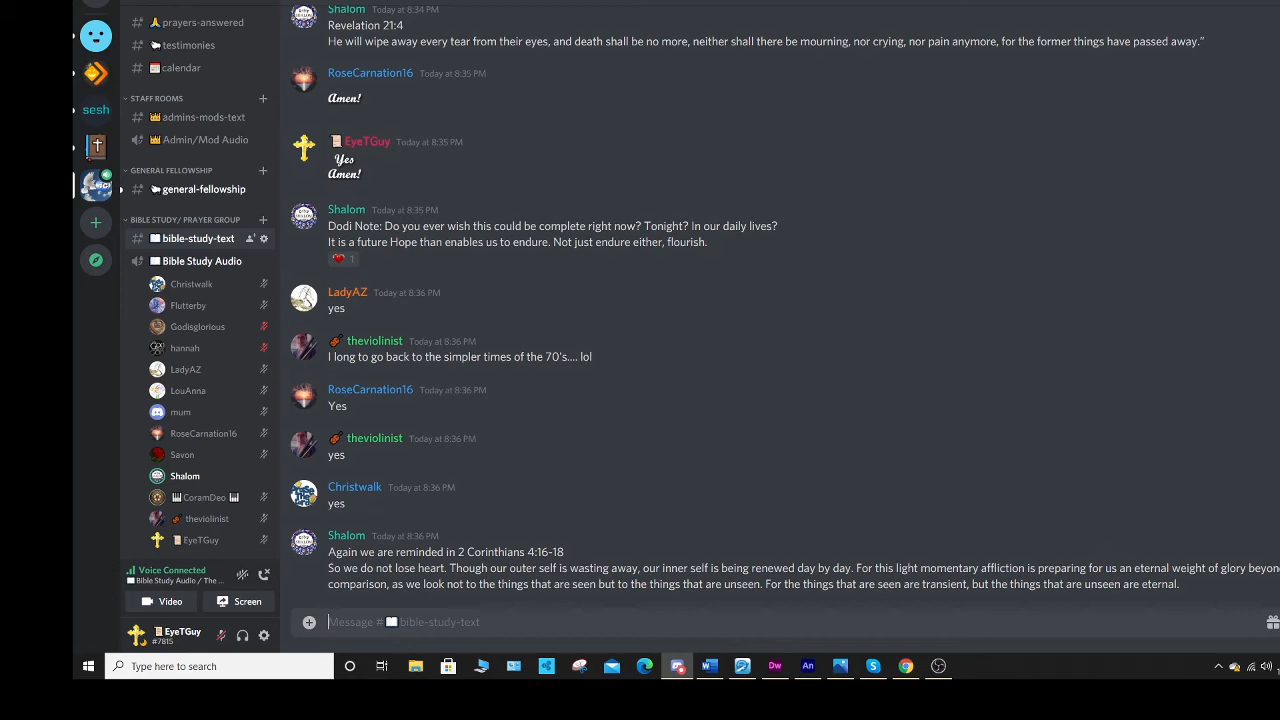 # prayers-answered
# testimonies
# calendar
STAFF ROOMS
# admins-mods-text
Admin/Mod Audio
sesh
GENERAL FELLOWSHIP
# general-fellowship
BIBLE STUDY/ PRAYER GROUP
# bible-study-text
Bible Study Audio
Christwalk
Flutterby
Godisglorious
hannah
LadyAZ
LouAnna
mum
RoseCarnation16
Savon
Shalom
CoramDeo
theviolinist
EyeTGuy
Voice Connected
Bible Study Audio / The ...
Video
Screen
EyeTGuy
#7815
Shalom Today at 8:34 PM
Revelation 21:4
He will wipe away every tear from their eyes, and death shall be no more, neither shall there be mourning, nor crying, nor pain anymore, for the former things have passed away.”
RoseCarnation16 Today at 8:35 PM
Amen!
EyeTGuy Today at 8:35 PM
Yes
Amen!
Shalom Today at 8:35 PM
Dodi Note: Do you ever wish this could be complete right now? Tonight? In our daily lives?
It is a future Hope than enables us to endure. Not just endure either, flourish.
1
LadyAZ Today at 8:36 PM
yes
theviolinist Today at 8:36 PM
I long to go back to the simpler times of the 70's.... lol
RoseCarnation16 Today at 8:36 PM
Yes
theviolinist Today at 8:36 PM
yes
Christwalk Today at 8:36 PM
yes
Shalom Today at 8:36 PM
Again we are reminded in 2 Corinthians 4:16-18
So we do not lose heart. Though our outer self is wasting away, our inner self is being renewed day by day. For this light momentary affliction is preparing for us an eternal weight of glory beyon
comparison, as we look not to the things that are seen but to the things that are unseen. For the things that are seen are transient, but the things that are unseen are eternal.
Message # bible-study-text
Type here to search